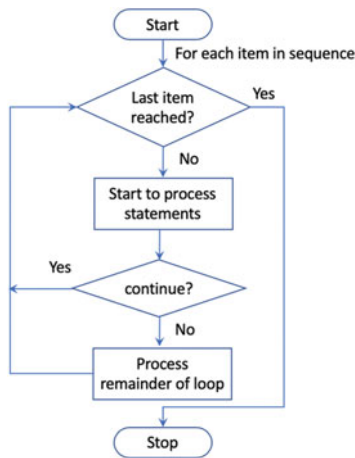 Start
For each item in sequence
Last item
reached?
Yes
No
Start to process
statements
Yes
continue?
No
Process
remainder of loop
Stop